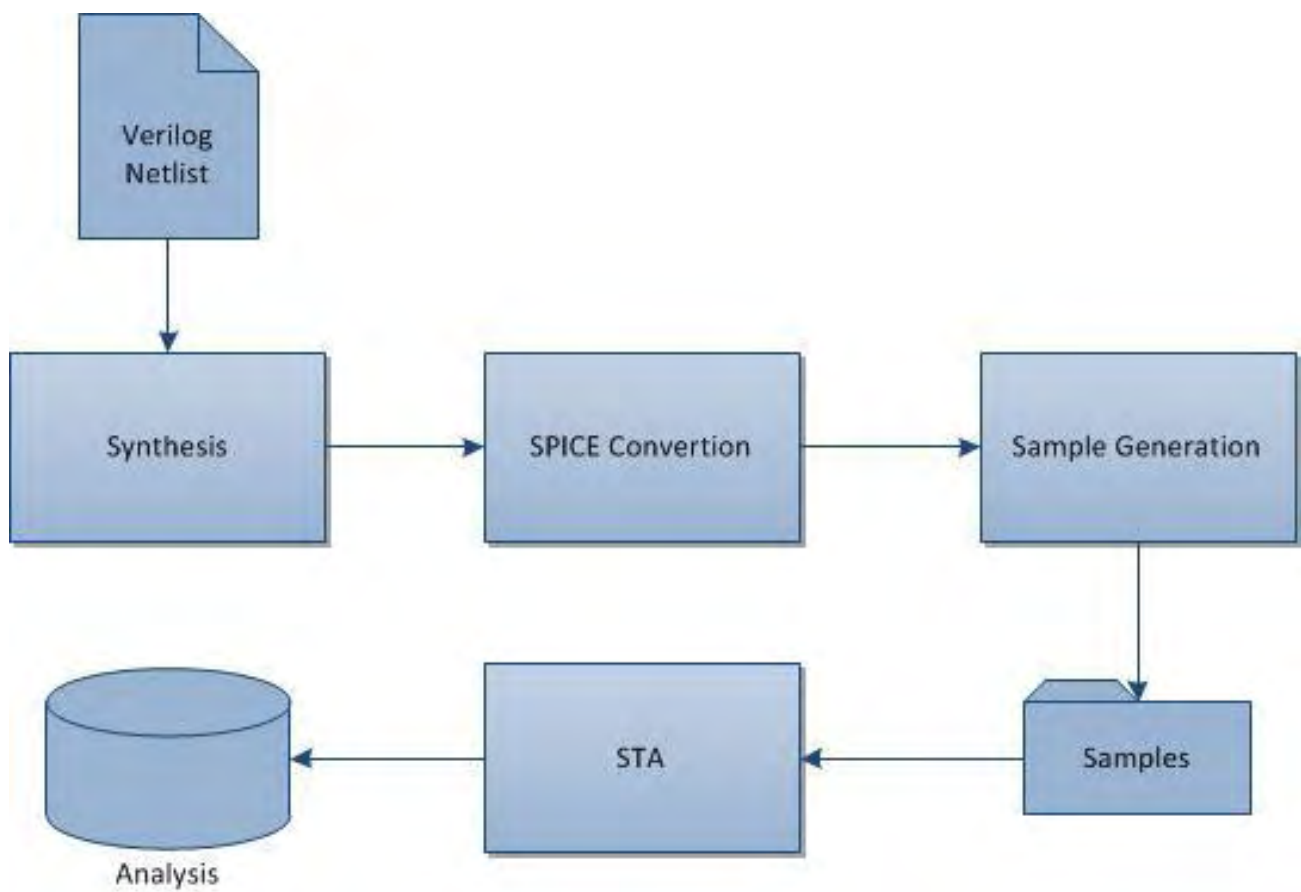 Verilog
Netlist
Synthesis
SPICE Convertion
Sample Generation
STA
Samples
Analysis